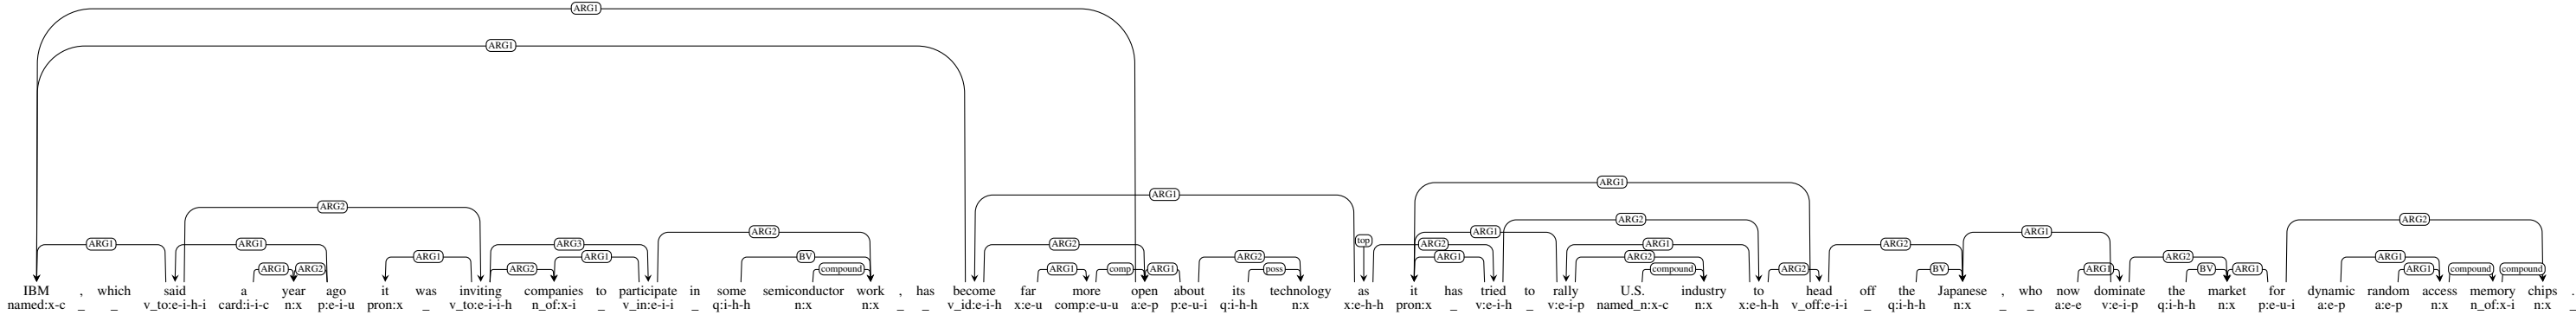 ARG1
ARG1
ARG1
ARG1
ARG2
ARG2
ARG2
ARG2
ARG1
ARG1
ARG1
ARG3
ARG2
top
ARG2
ARG1
ARG2
ARG1
ARG1
BV
ARG2
ARG1
ARG2
ARG2
ARG1
ARG1
ARG1
ARG2
ARG2
compound
ARG1
comp
ARG1
poss
compound
ARG2
BV
ARG1
BV
ARG1
ARG1
compound
compound
IBM , which said a year ago it was inviting companies to participate in some semiconductor work , has become far more open about its technology as it has tried to rally U.S. industry to head off the Japanese , who now dominate the market for dynamic random access memory chips .
named:x-c _ _ v_to:e-i-h-i card:i-i-c n:x p:e-i-u pron:x _ v_to:e-i-i-h n_of:x-i _ v_in:e-i-i _ q:i-h-h n:x n:x _ _ v_id:e-i-h x:e-u comp:e-u-u a:e-p p:e-u-i q:i-h-h n:x x:e-h-h pron:x _ v:e-i-h _ v:e-i-p named_n:x-c n:x x:e-h-h v_off:e-i-i _ q:i-h-h n:x _ _ a:e-e v:e-i-p q:i-h-h n:x p:e-u-i a:e-p a:e-p n:x n_of:x-i n:x _